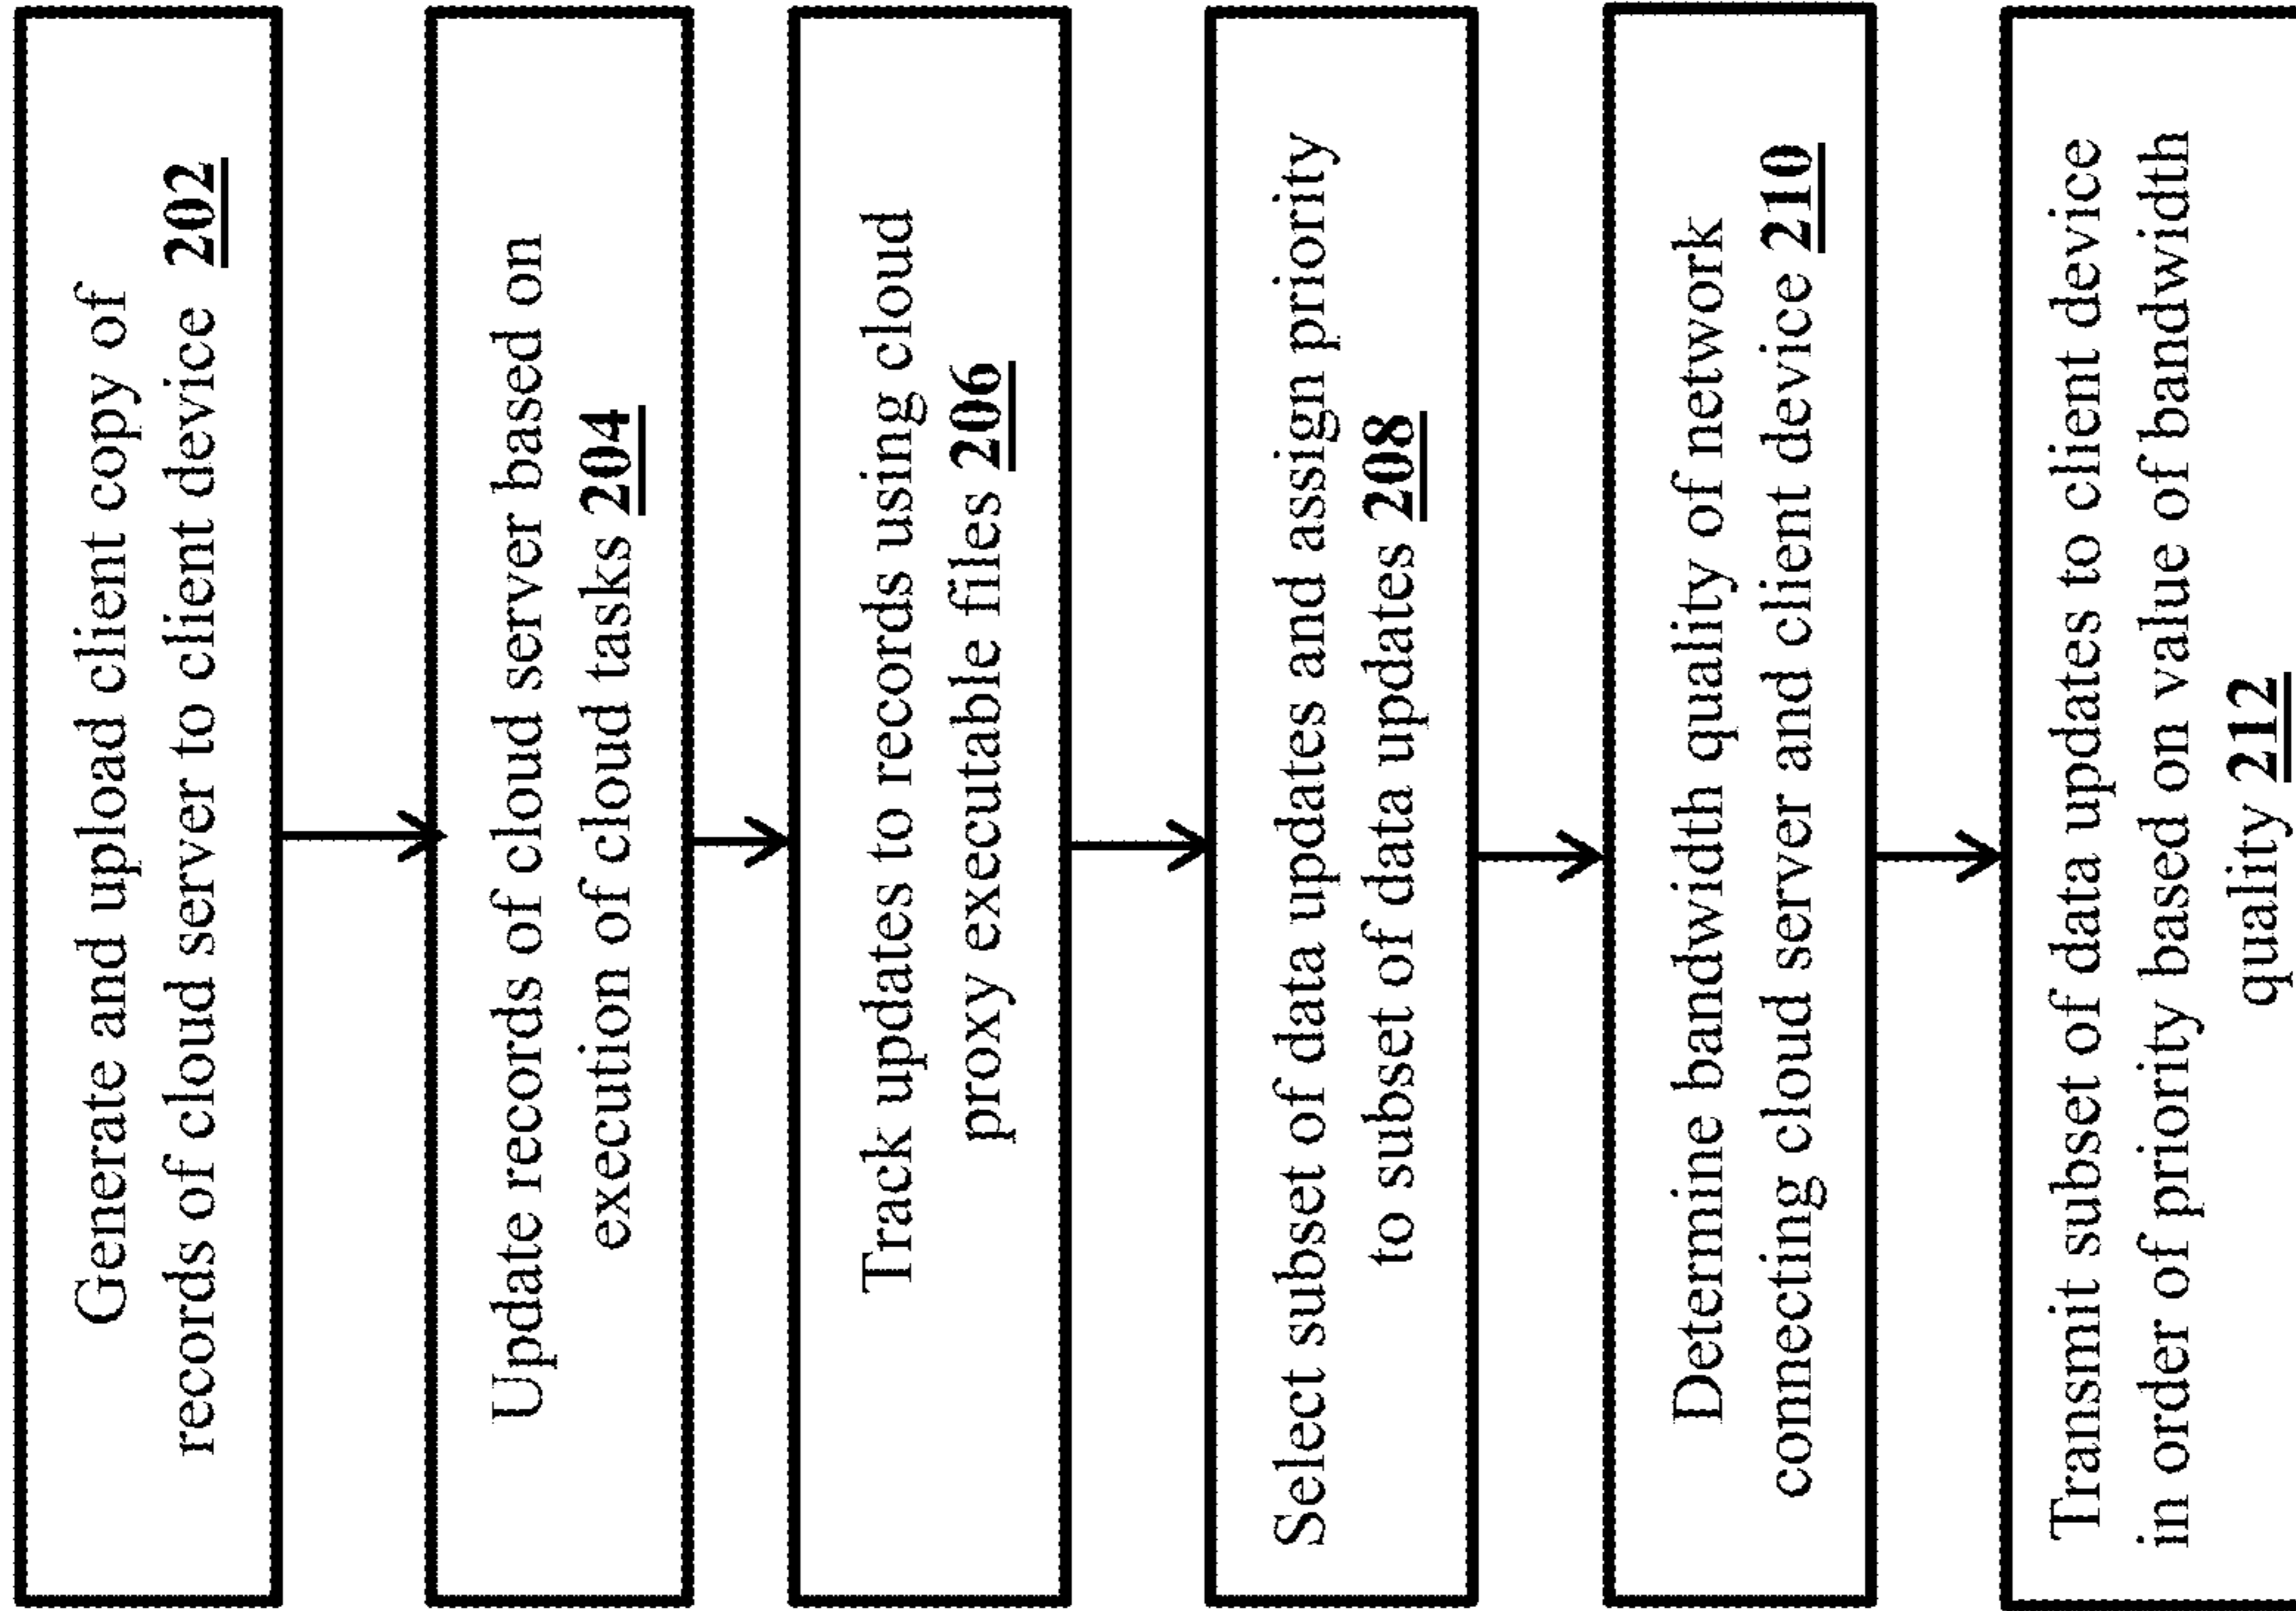 Generate and upload client copy of
records of cloud server to client device 202
Update records of cloud server based on
execution of cloud tasks 204
Track updates to records using cloud
proxy executable files 206
Select subset of data updates and assign priority
to subset of data updates 208
Determine bandwidth quality of network
connecting cloud server and client device 210
Transmit subset of data updates to client device
in order of priority based on value of bandwidth
quality 212